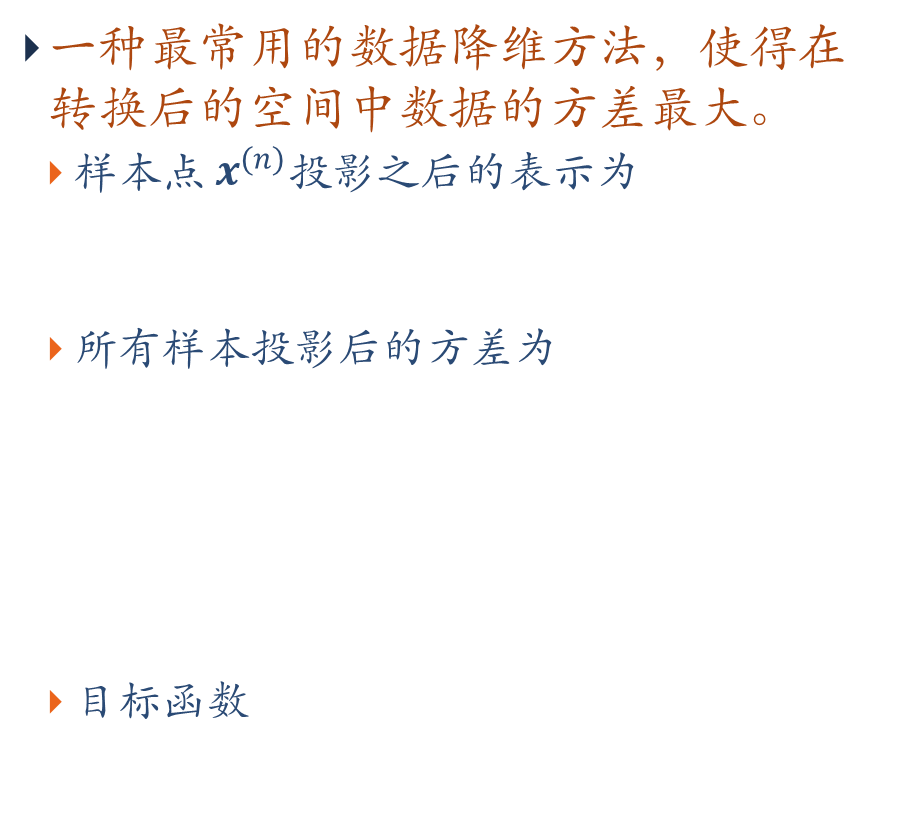 一种最常用的数据降维方法，使得在
转换后的空间中数据的方差最大。
样本点 𝒙⁽ⁿ⁾投影之后的表示为
所有样本投影后的方差为
目标函数